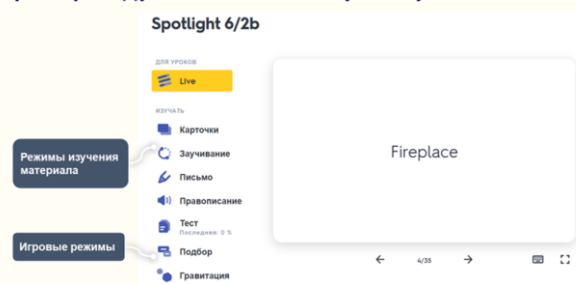 Spotlight 6/2b
ДЛЯ УРОКОВ
Live
ИЗУЧАТЬ
Карточки
Заучивание
Письмо
Правописание
Тест
Последнее: 0 %
Подбор
Гравитация
Режимы изучения
материала
Игровые режимы
Fireplace
4/35